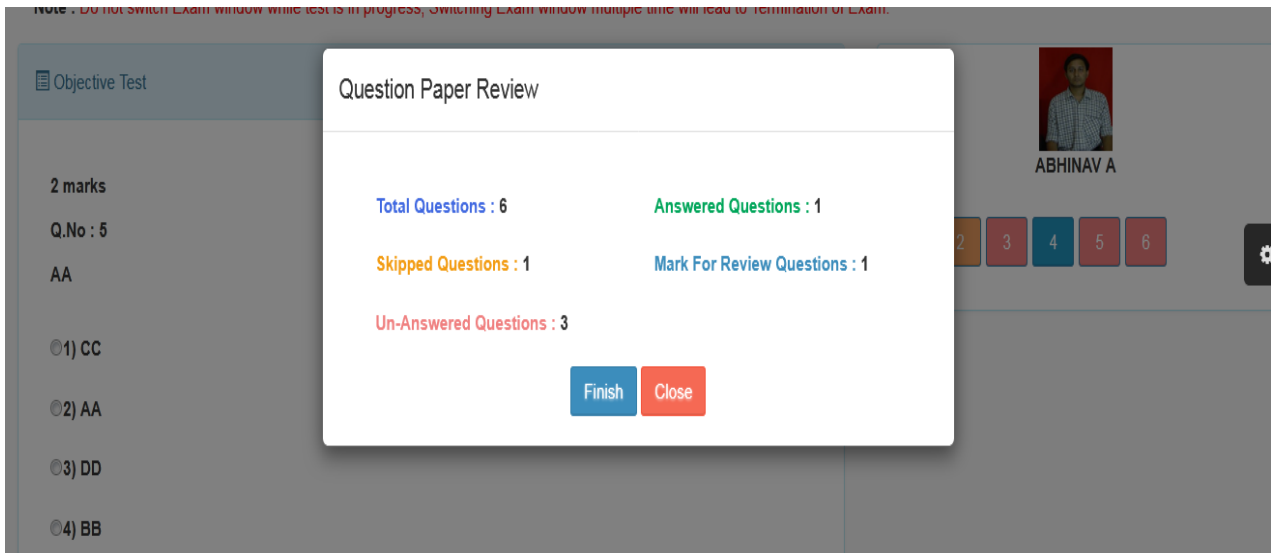 Note : Do not switch Exam window while test is in progress, Switching Exam window multiple time will lead to Termination of Exam.
Objective Test
2 marks
Q.No : 5
AA
1) CC
2) AA
3) DD
4) BB
Question Paper Review
Total Questions : 6
Answered Questions : 1
Skipped Questions : 1
Mark For Review Questions : 1
Un-Answered Questions : 3
Finish
Close
ABHINAV A
2 3 4 5 6